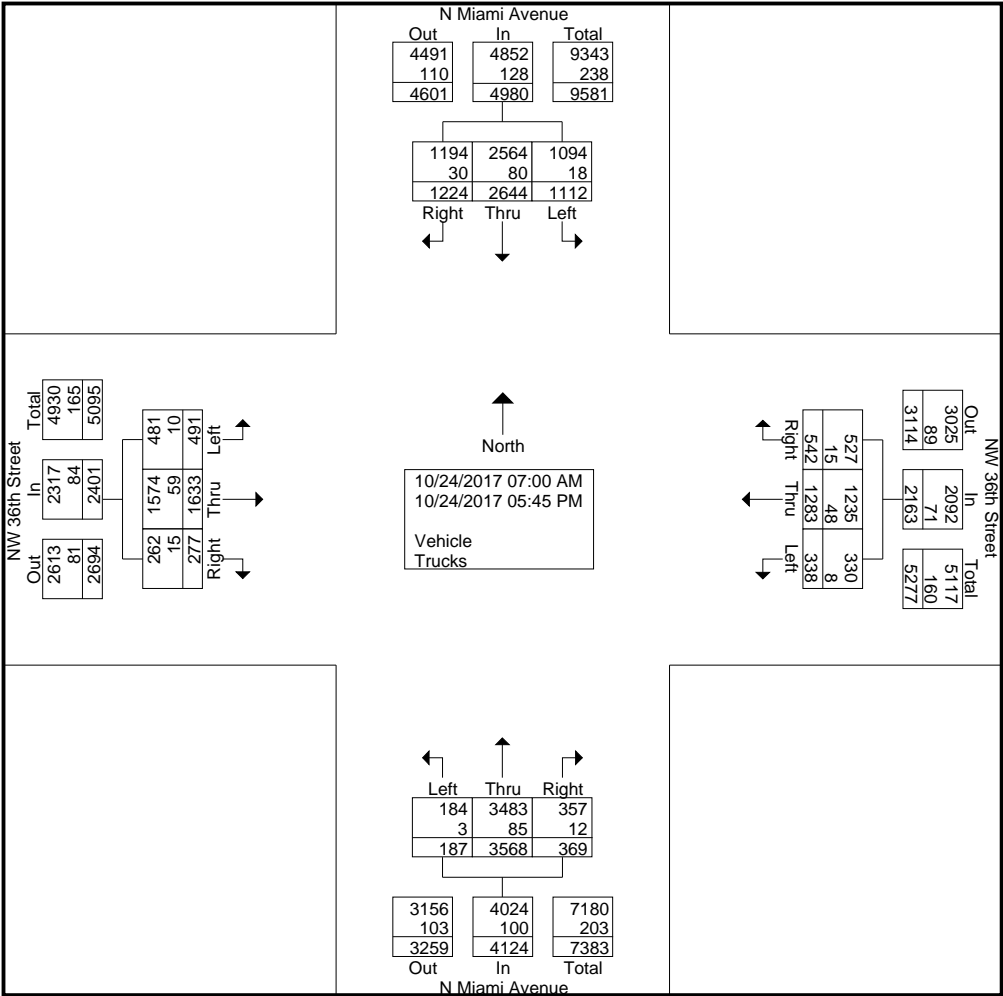 N Miami Avenue
Out In Total
4491 4852 9343
110 128 238
4601 4980 9581
1194 2564 1094
30 80 18
1224 2644 1112
Right Thru Left
NW 36th Street
Total
4930
165
5095
In
2317
84
2401
Out
2613
81
2694
Left
481
10
491
Thru
1574
59
1633
Right
262
15
277
North
10/24/2017 07:00 AM
10/24/2017 05:45 PM
Vehicle
Trucks
Right
527
15
542
Thru
1235
48
1283
Left
330
8
338
NW 36th Street
Out
3025
89
3114
In
2092
71
2163
Total
5117
160
5277
Left Thru Right
184 3483 357
3 85 12
187 3568 369
3156 4024 7180
103 100 203
3259 4124 7383
Out In Total
N Miami Avenue